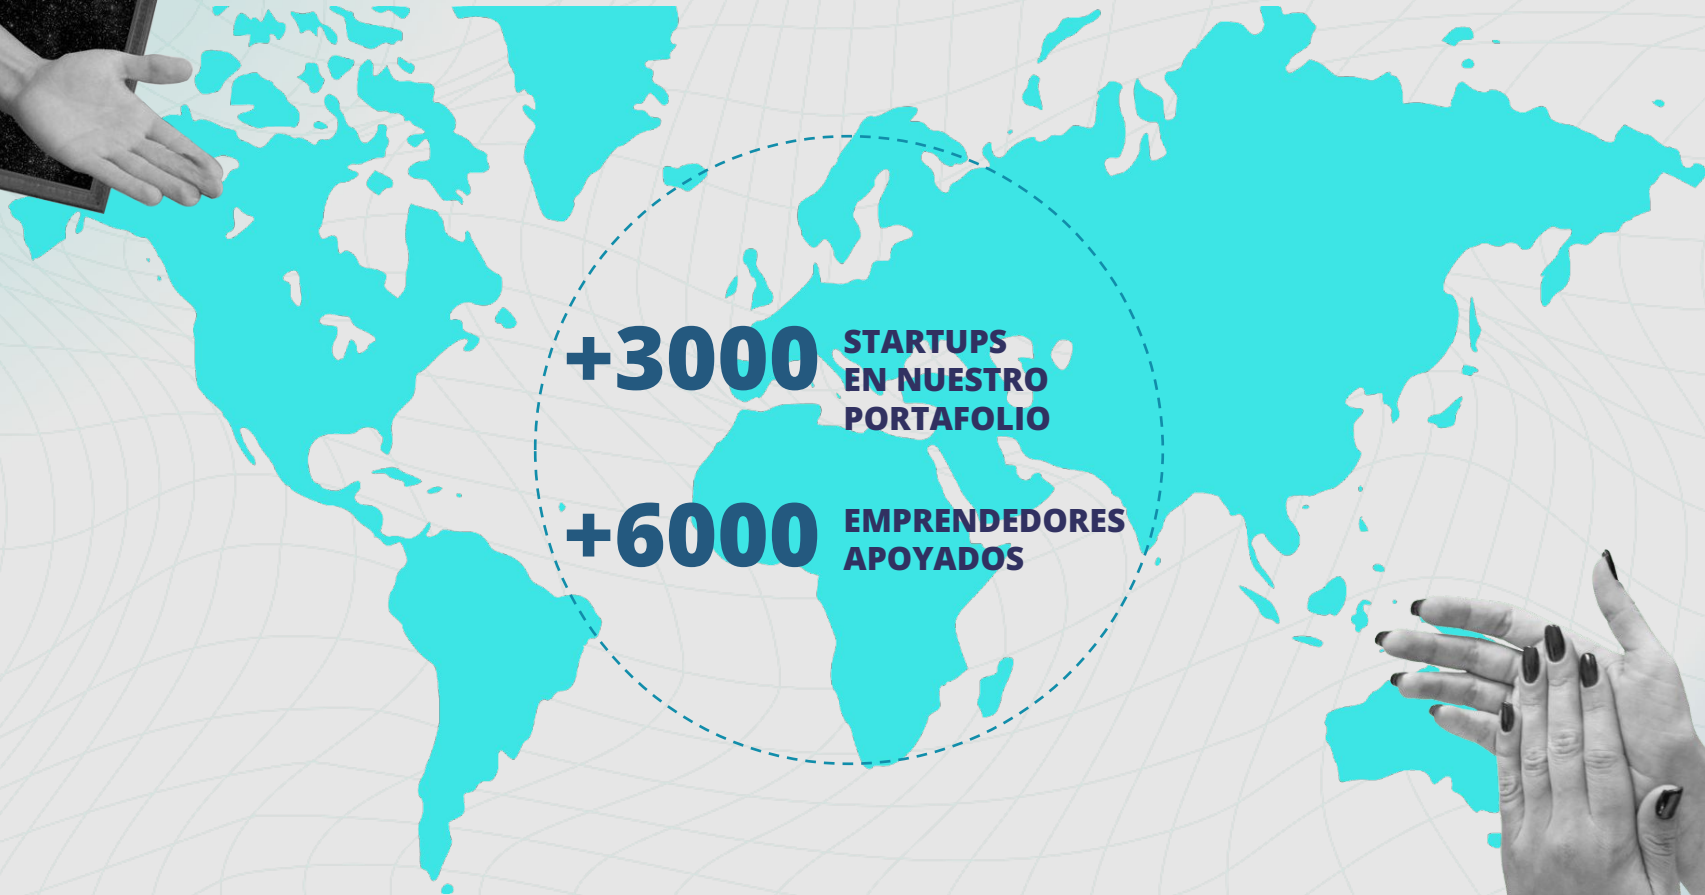 +3000
STARTUPS
EN NUESTRO
PORTAFOLIO
+6000
EMPRENDEDORES
APOYADOS